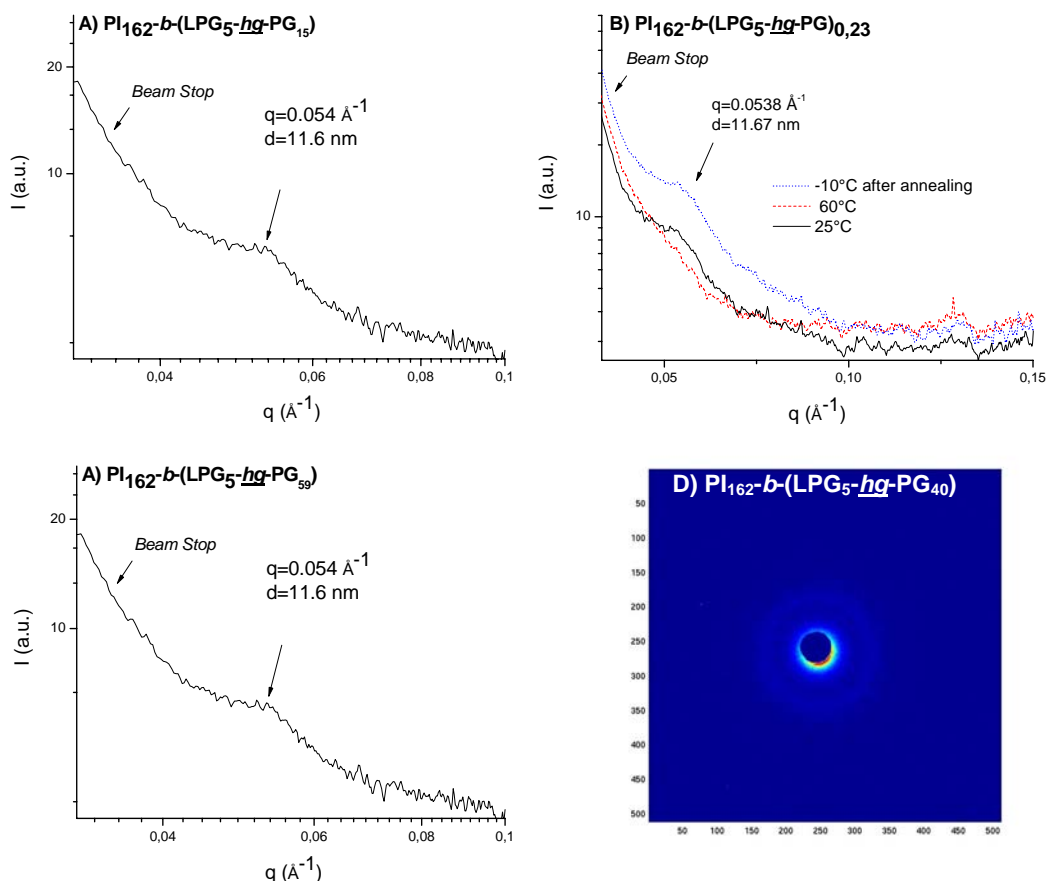 A) PI162-b-(LPG5-hg-PG15)
20
10
I (a.u.)
Beam Stop
q=0.054 Å-1
d=11.6 nm
0,04
0,06
0,08
0,1
q (Å-1)
B) PI162-b-(LPG5-hg-PG)0,23
Beam Stop
q=0.0538 Å-1
d=11.67 nm
-10°C after annealing
60°C
25°C
10
I (a.u.)
0,05
0,10
0,15
q (Å-1)
A) PI162-b-(LPG5-hg-PG59)
20
10
I (a.u.)
Beam Stop
q=0.054 Å-1
d=11.6 nm
0,04
0,06
0,08
0,1
q (Å-1)
D) PI162-b-(LPG5-hg-PG40)
50
100
150
200
250
300
350
400
450
500
50 100 150 200 250 300 350 400 450 500